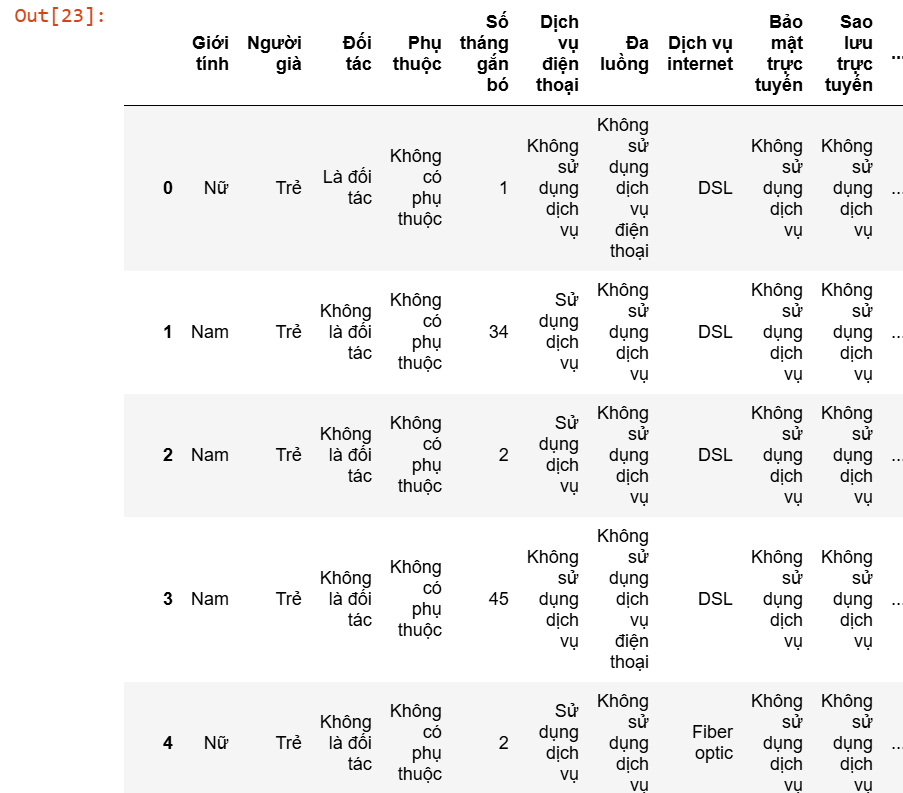 Out[23]:
Giới tính Người già Đối tác Phụ thuộc Số tháng gắn bó Dịch vụ điện thoại Đa luồng Dịch vụ internet Bảo mật trực tuyến Sao lưu trực tuyến ...
0 Nữ Trẻ Là đối tác Không có phụ thuộc 1 Không sử dụng dịch vụ Không sử dụng dịch vụ điện thoại DSL Không sử dụng dịch vụ Không sử dụng dịch vụ ...
1 Nam Trẻ Không là đối tác Không có phụ thuộc 34 Sử dụng dịch vụ Không sử dụng dịch vụ DSL Không sử dụng dịch vụ Không sử dụng dịch vụ ...
2 Nam Trẻ Không là đối tác Không có phụ thuộc 2 Sử dụng dịch vụ Không sử dụng dịch vụ DSL Không sử dụng dịch vụ Không sử dụng dịch vụ ...
3 Nam Trẻ Không là đối tác Không có phụ thuộc 45 Không sử dụng dịch vụ Không sử dụng dịch vụ điện thoại DSL Không sử dụng dịch vụ Không sử dụng dịch vụ ...
4 Nữ Trẻ Không là đối tác Không có phụ thuộc 2 Sử dụng dịch vụ Không sử dụng dịch vụ Fiber optic Không sử dụng dịch vụ Không sử dụng dịch vụ ...